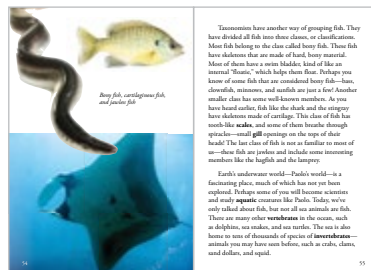 Bony fish, cartilaginous fish,
and jawless fish
54
Taxonomists have another way of grouping fish. They
have divided all fish into three classes, or classifications.
Most fish belong to the class called bony fish. These fish
have skeletons that are made of hard, bony material.
Most of them have a swim bladder, kind of like an
internal "floatie," which helps them float. Perhaps you
know of some fish that are considered bony fish—bass,
clownfish, minnows, and sunfish are just a few! Another
smaller class has some well-known members. As you
have heard earlier, fish like the shark and the stingray
have skeletons made of cartilage. This class of fish has
tooth-like scales, and some of them breathe through
spiracles—small gill openings on the tops of their
heads! The last class of fish is not as familiar to most of
us—these fish are jawless and include some interesting
members like the hagfish and the lamprey.
Earth's underwater world—Paolo's world—is a
fascinating place, much of which has not yet been
explored. Perhaps some of you will become scientists
and study aquatic creatures like Paolo. Today, we've
only talked about fish, but not all sea animals are fish.
There are many other vertebrates in the ocean, such
as dolphins, sea snakes, and sea turtles. The sea is also
home to tens of thousands of species of invertebrates—
animals you may have seen before, such as crabs, clams,
sand dollars, and squid.
55